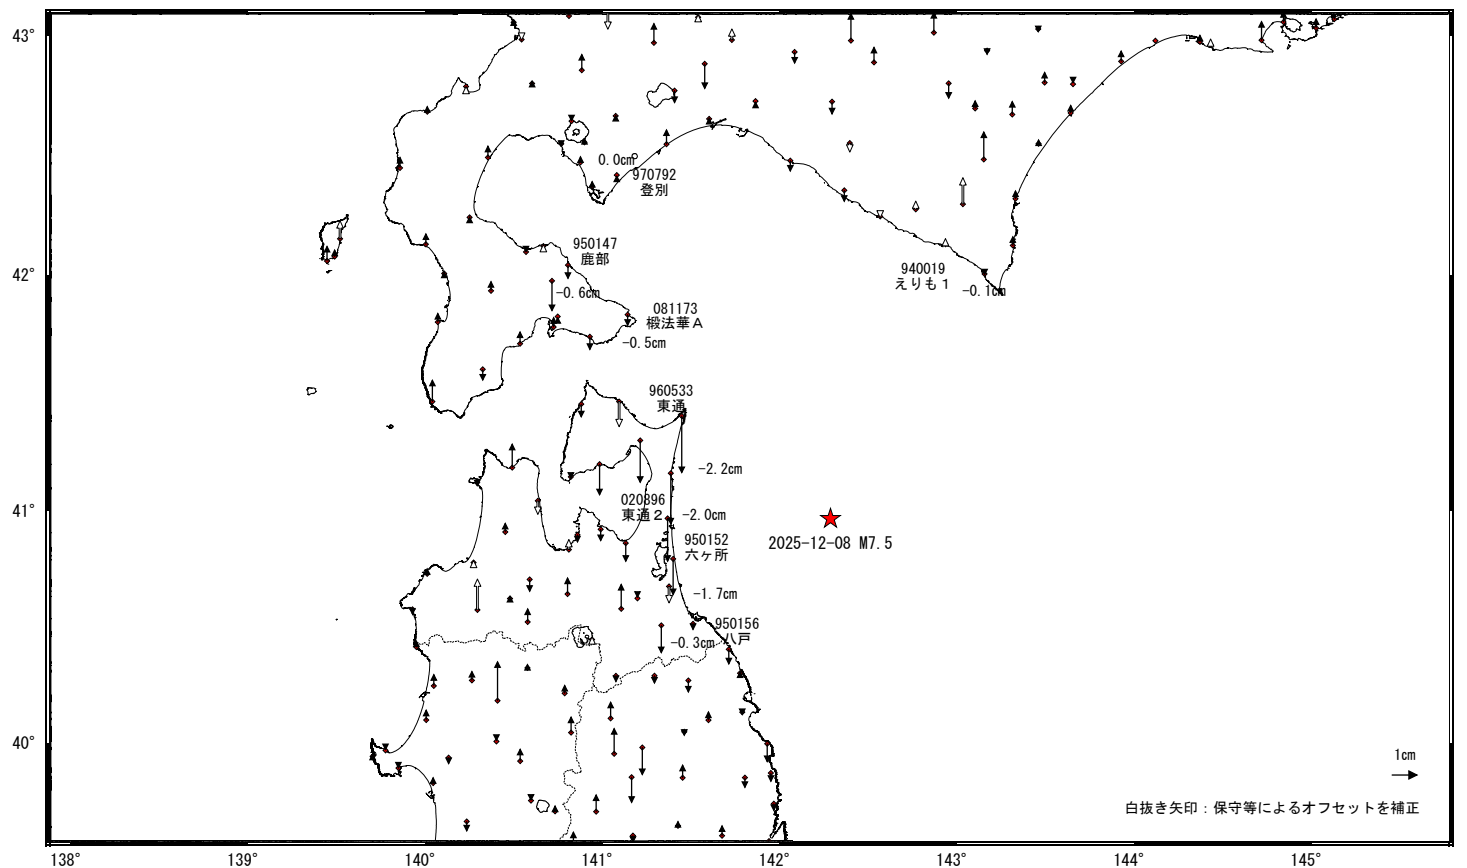 43°
0.0cm
970792
登別
950147
鹿部
42°
940019
えりも1
-0.1cm
-0.6cm
081173
椴法華A
-0.5cm
960533
東通
-2.2cm
41°
020896
東通2
-2.0cm
950152
六ヶ所
2025-12-08 M7.5
-1.7cm
950156
八戸
-0.3cm
40°
1cm
白抜き矢印:保守等によるオフセットを補正
138°
139°
140°
141°
142°
143°
144°
145°